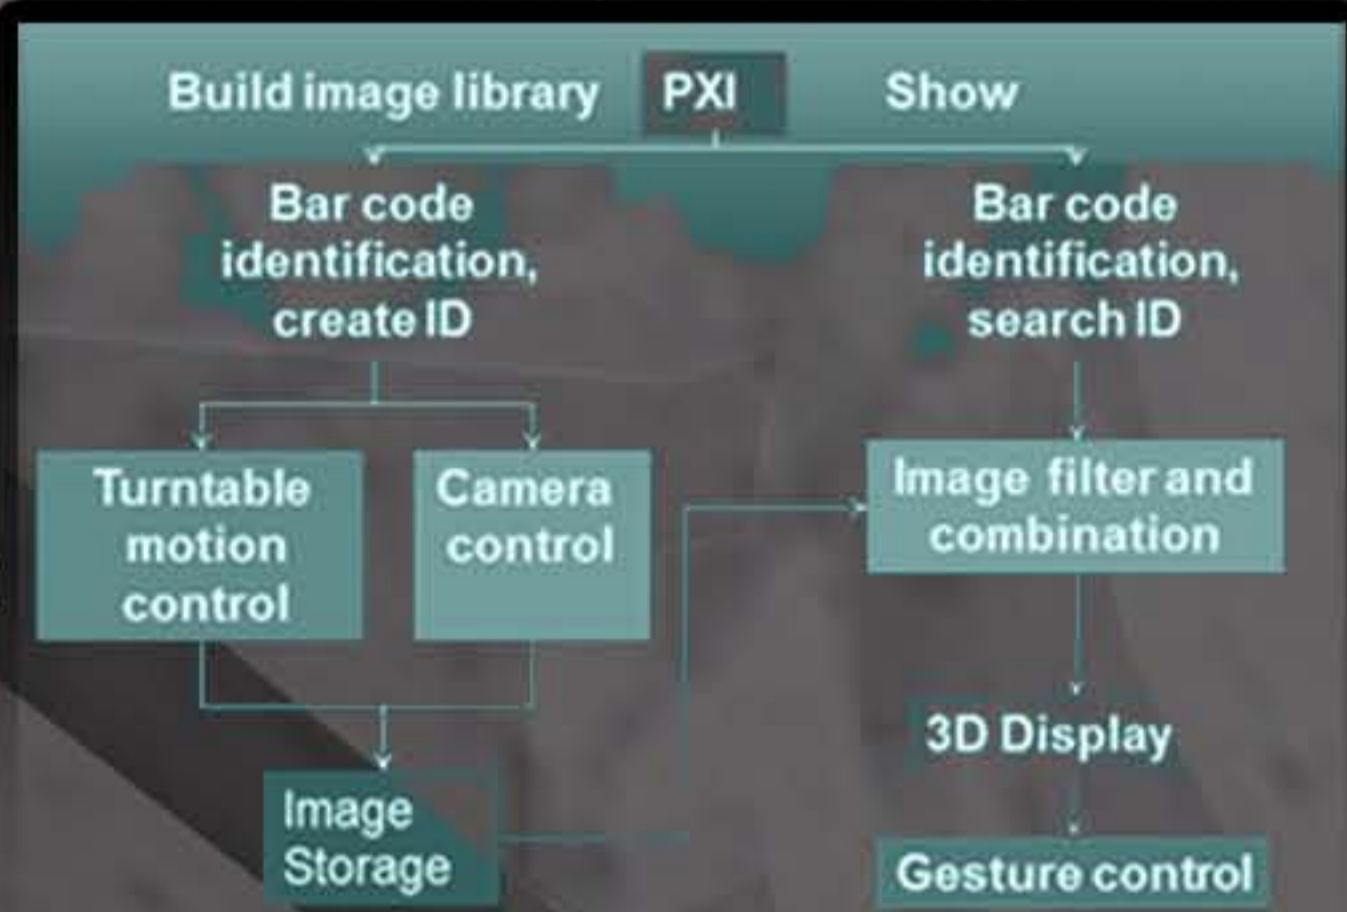 Build image library PXI Show
Bar code
identification,
create ID
Bar code
identification,
search ID
Turntable
motion
control
Camera
control
Image filter and
combination
3D Display
Image
Storage
Gesture control